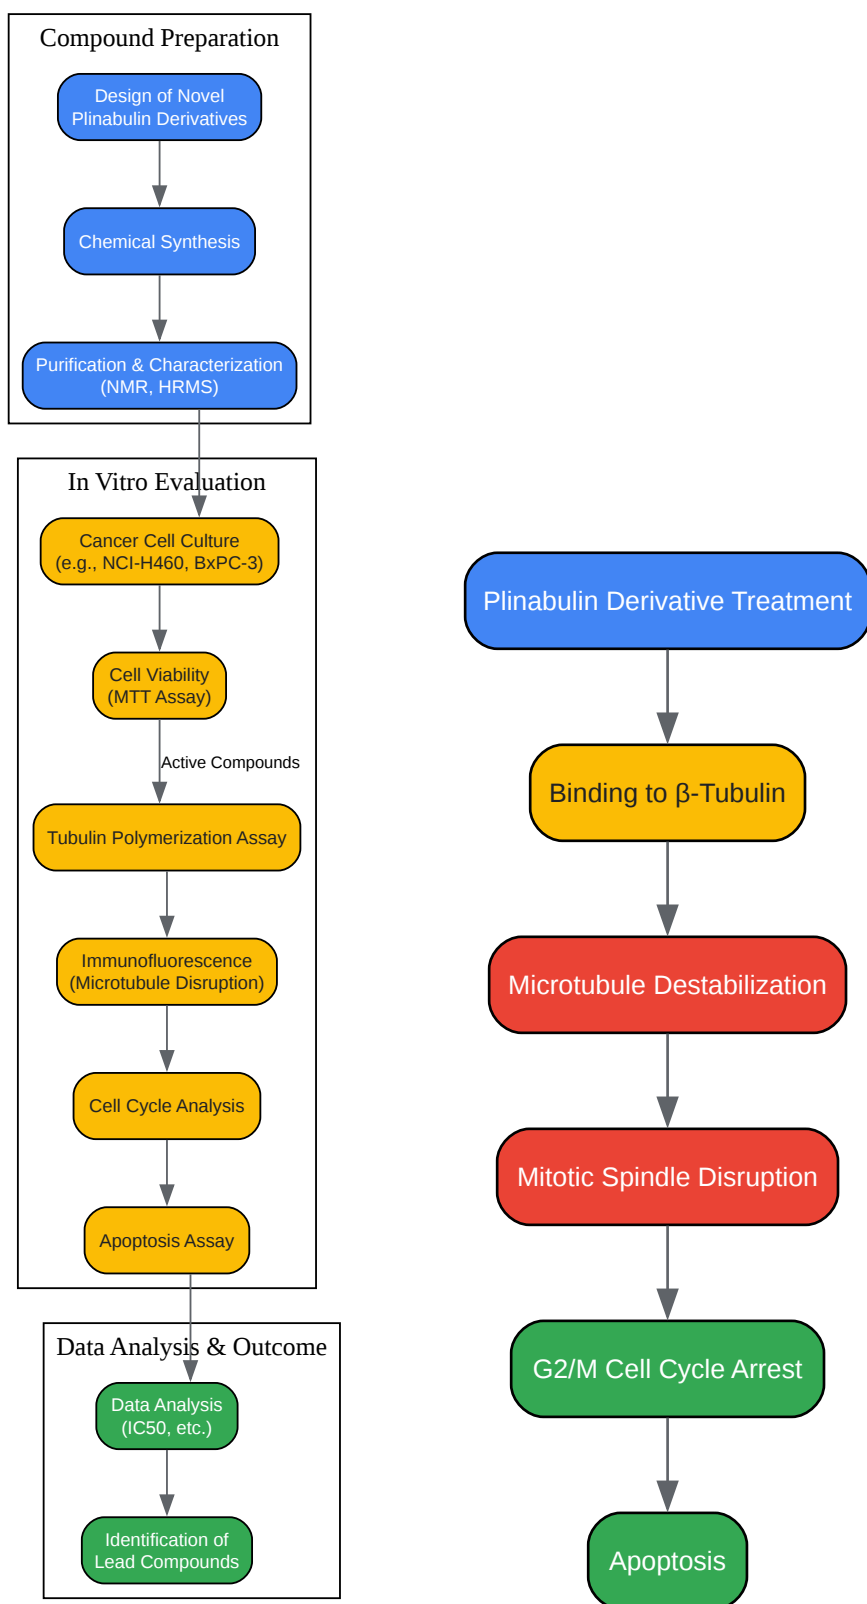 Compound Preparation
Design of Novel
Plinabulin Derivatives
Chemical Synthesis
Purification & Characterization
(NMR, HRMS)
In Vitro Evaluation
Cancer Cell Culture
(e.g., NCI-H460, BxPC-3)
Cell Viability
(MTT Assay)
Active Compounds
Tubulin Polymerization Assay
Immunofluorescence
(Microtubule Disruption)
Cell Cycle Analysis
Apoptosis Assay
Data Analysis & Outcome
Data Analysis
(IC50, etc.)
Identification of
Lead Compounds
Plinabulin Derivative Treatment
Binding to β-Tubulin
Microtubule Destabilization
Mitotic Spindle Disruption
G2/M Cell Cycle Arrest
Apoptosis